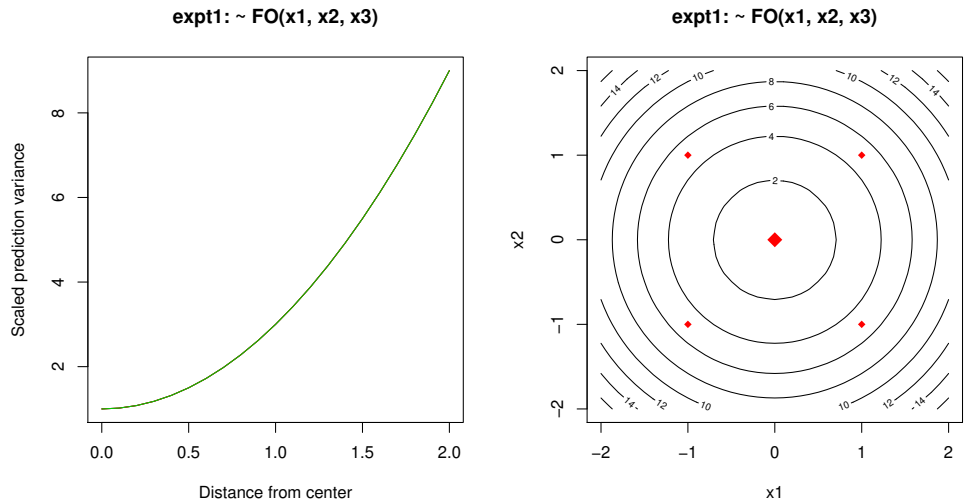 expt1: ~ FO(x1, x2, x3)
8
6
4
2
Scaled prediction variance
0.0 0.5 1.0 1.5 2.0
Distance from center
expt1: ~ FO(x1, x2, x3)
2
1
0
−1
−2
x2
14 12 10 8 10 12 14
6
4
2
14 12 10 10 12 14
−2 −1 0 1 2
x1